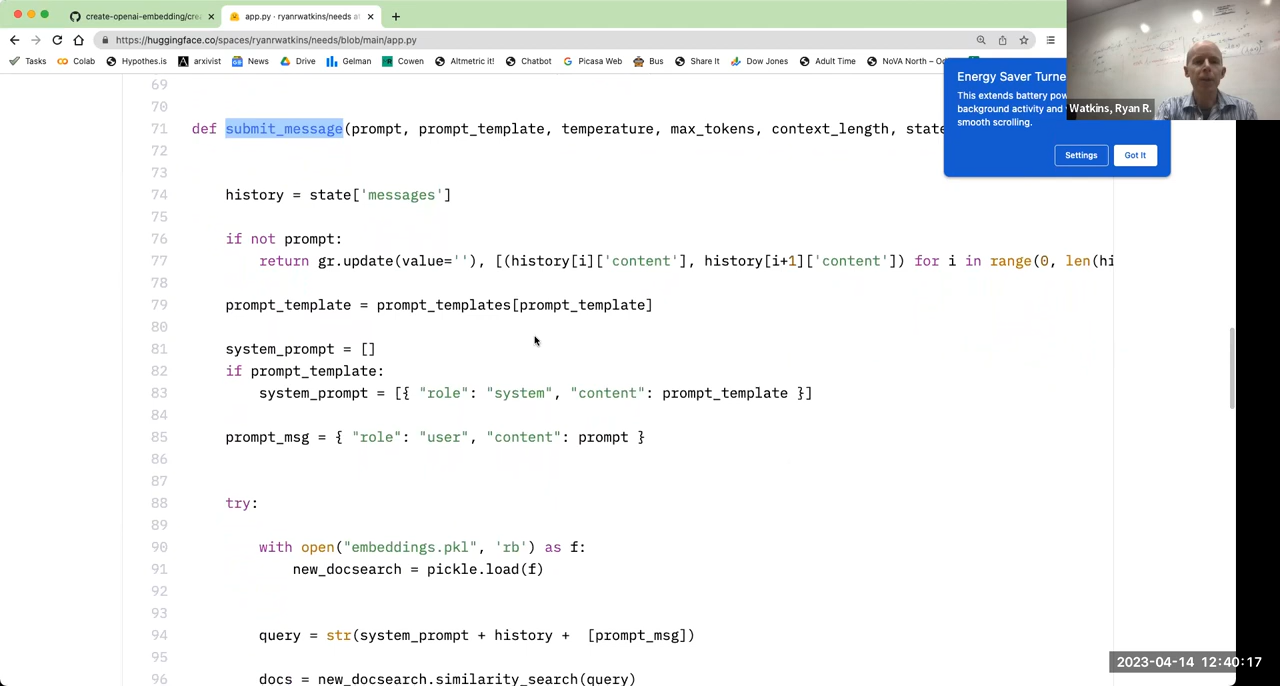 create-openai-embedding/crea
app.py · ryanrwatkins/needs at
https://huggingface.co/spaces/ryanrwatkins/needs/blob/main/app.py
Tasks Colab Hypothes.is arxivist News Drive Gelman Cowen Altmetric it! Chatbot Picasa Web Bus Share It Dow Jones Adult Time NoVA North – Oc
Energy Saver Turne
This extends battery pow
background activity and
smooth scrolling.
Settings Got It
Watkins, Ryan R.
69
70
71 def submit_message(prompt, prompt_template, temperature, max_tokens, context_length, state
72
73
74 history = state['messages']
75
76 if not prompt:
77 return gr.update(value=''), [(history[i]['content'], history[i+1]['content']) for i in range(0, len(hi
78
79 prompt_template = prompt_templates[prompt_template]
80
81 system_prompt = []
82 if prompt_template:
83 system_prompt = [{ "role": "system", "content": prompt_template }]
84
85 prompt_msg = { "role": "user", "content": prompt }
86
87
88 try:
89
90 with open("embeddings.pkl", 'rb') as f:
91 new_docsearch = pickle.load(f)
92
93
94 query = str(system_prompt + history + [prompt_msg])
95
96 docs = new_docsearch.similarity_search(query)
2023-04-14 12:40:17